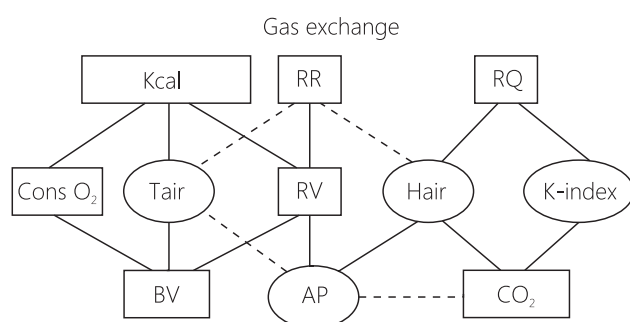 Gas exchange
Kcal RR RQ
Cons O₂ Tair RV Hair K-index
BV AP CO₂